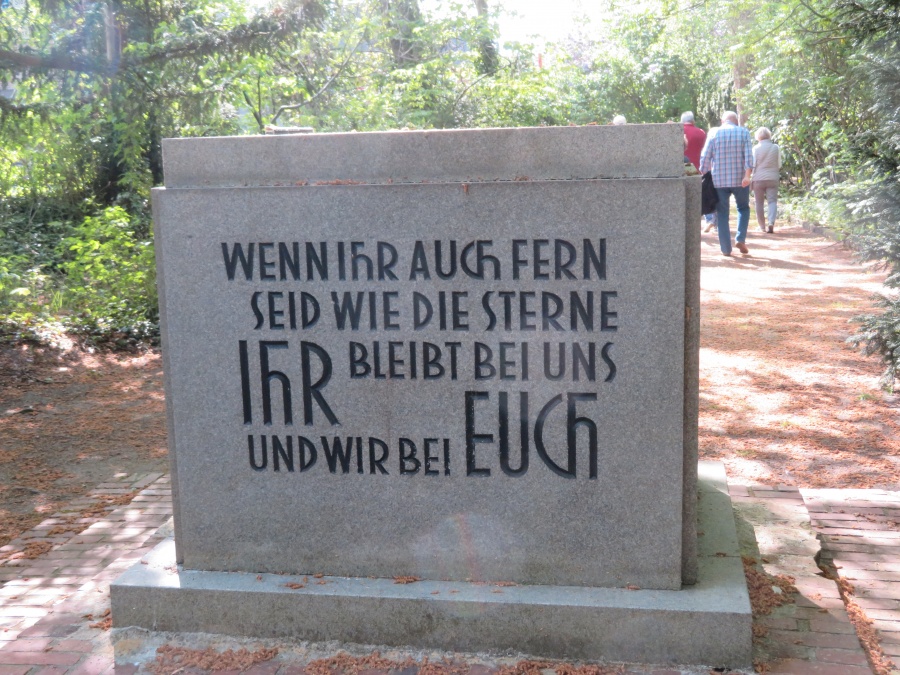 WENN IHR AUCH FERN
SEID WIE DIE STERNE
IHR BLEIBT BEI UNS
UND WIR BEI EUCH